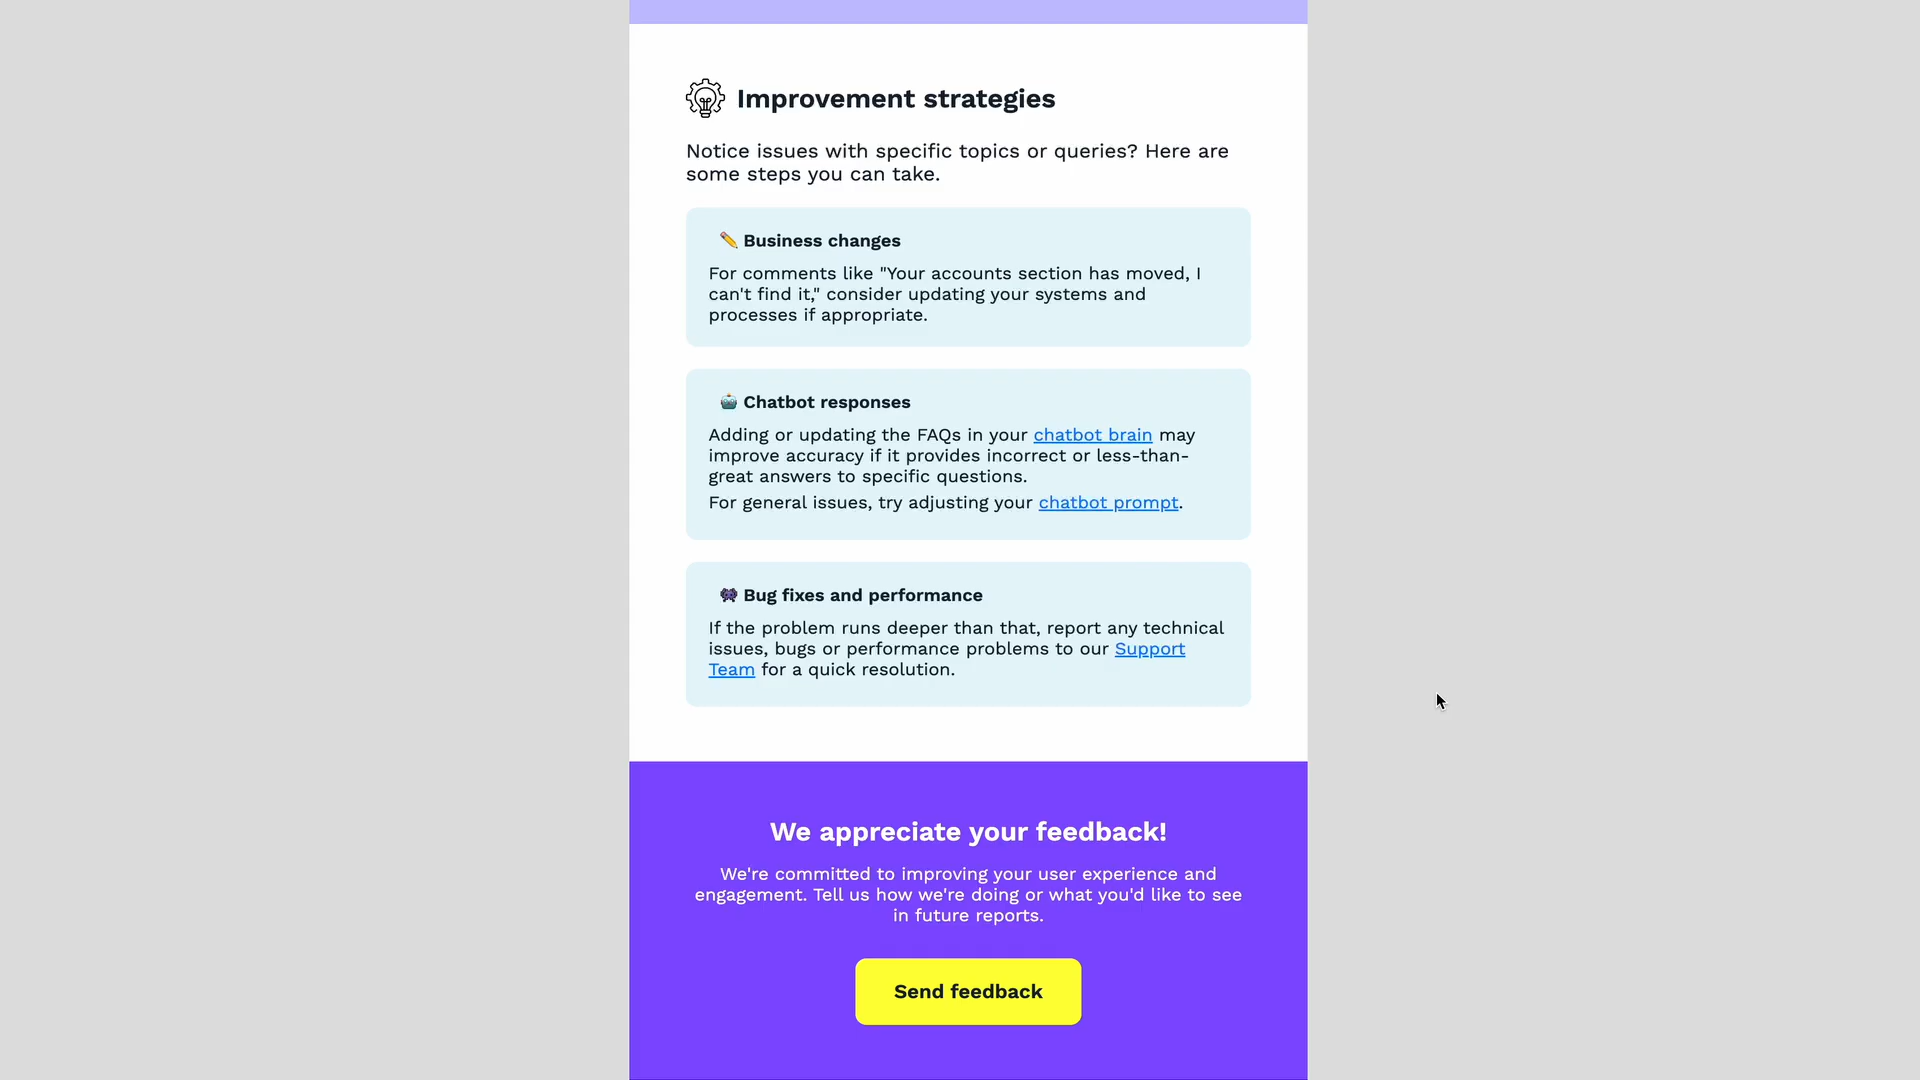 Improvement strategies
Notice issues with specific topics or queries? Here are
some steps you can take.
✏️ Business changes
For comments like "Your accounts section has moved, I
can't find it," consider updating your systems and
processes if appropriate.
🤖 Chatbot responses
Adding or updating the FAQs in your chatbot brain may
improve accuracy if it provides incorrect or less-than-
great answers to specific questions.
For general issues, try adjusting your chatbot prompt.
👾 Bug fixes and performance
If the problem runs deeper than that, report any technical
issues, bugs or performance problems to our Support
Team for a quick resolution.
We appreciate your feedback!
We're committed to improving your user experience and
engagement. Tell us how we're doing or what you'd like to see
in future reports.
Send feedback